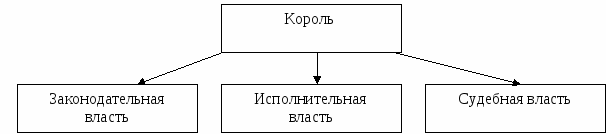 Король
Законодательная
власть
Исполнительная
власть
Судебная власть